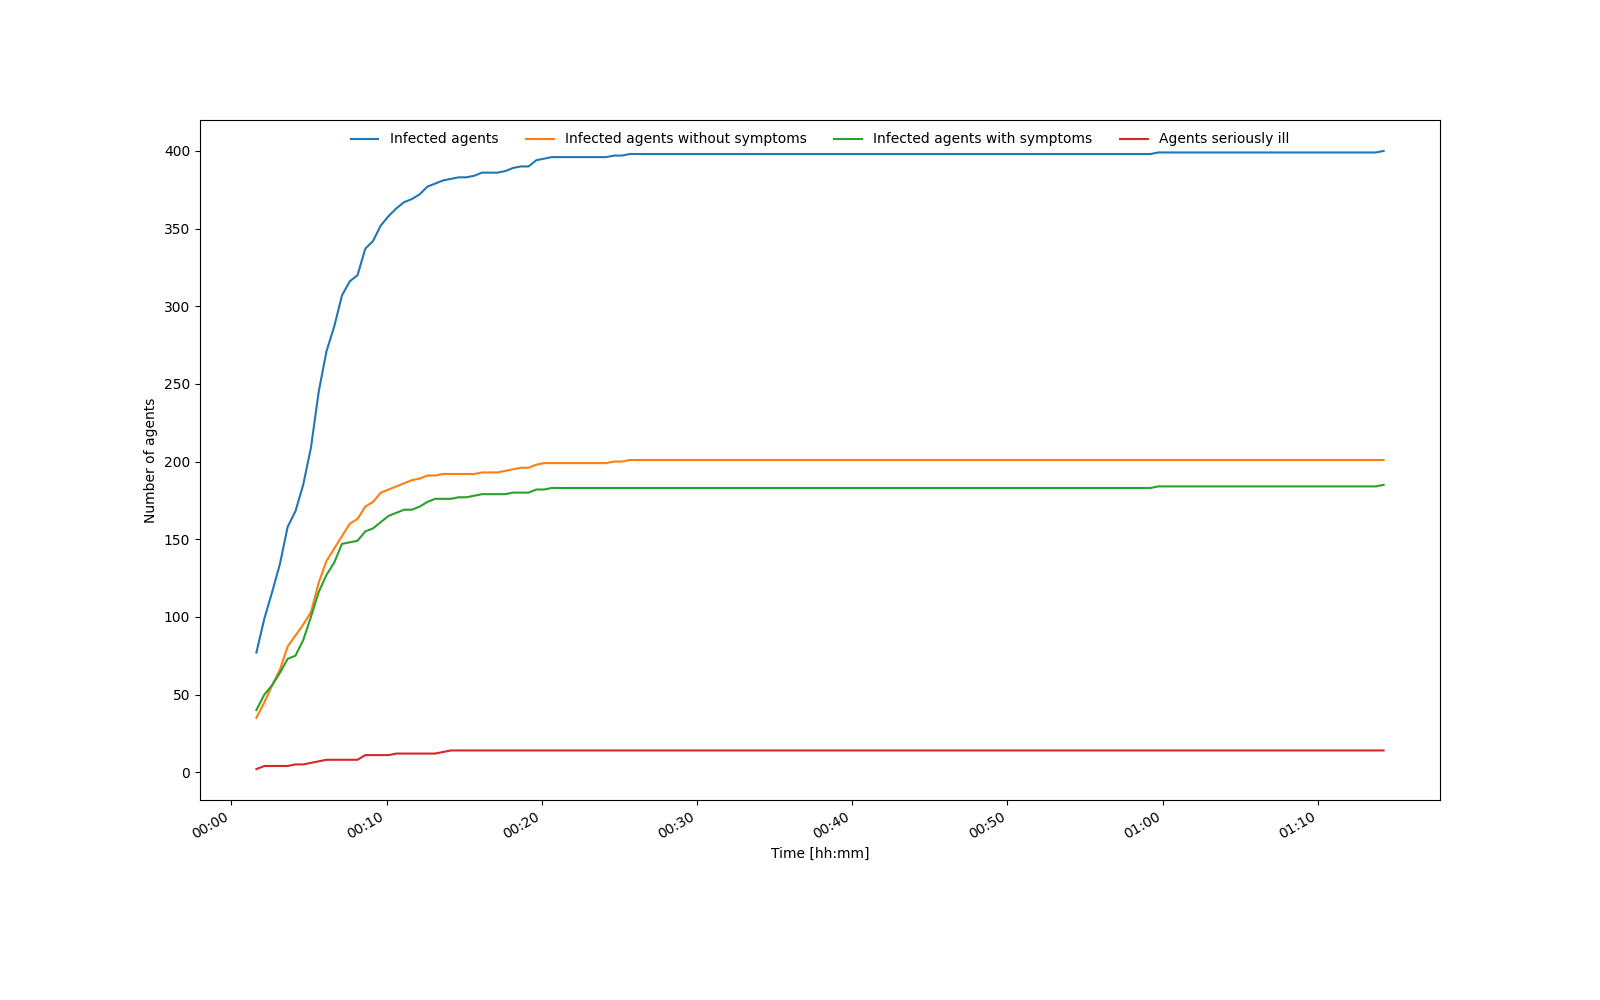 Infected agents Infected agents without symptoms Infected agents with symptoms Agents seriously ill
400
350
300
250
200
150
100
50
0
Number of agents
00:00 00:10 00:20 00:30 00:40 00:50 01:00 01:10
Time [hh:mm]